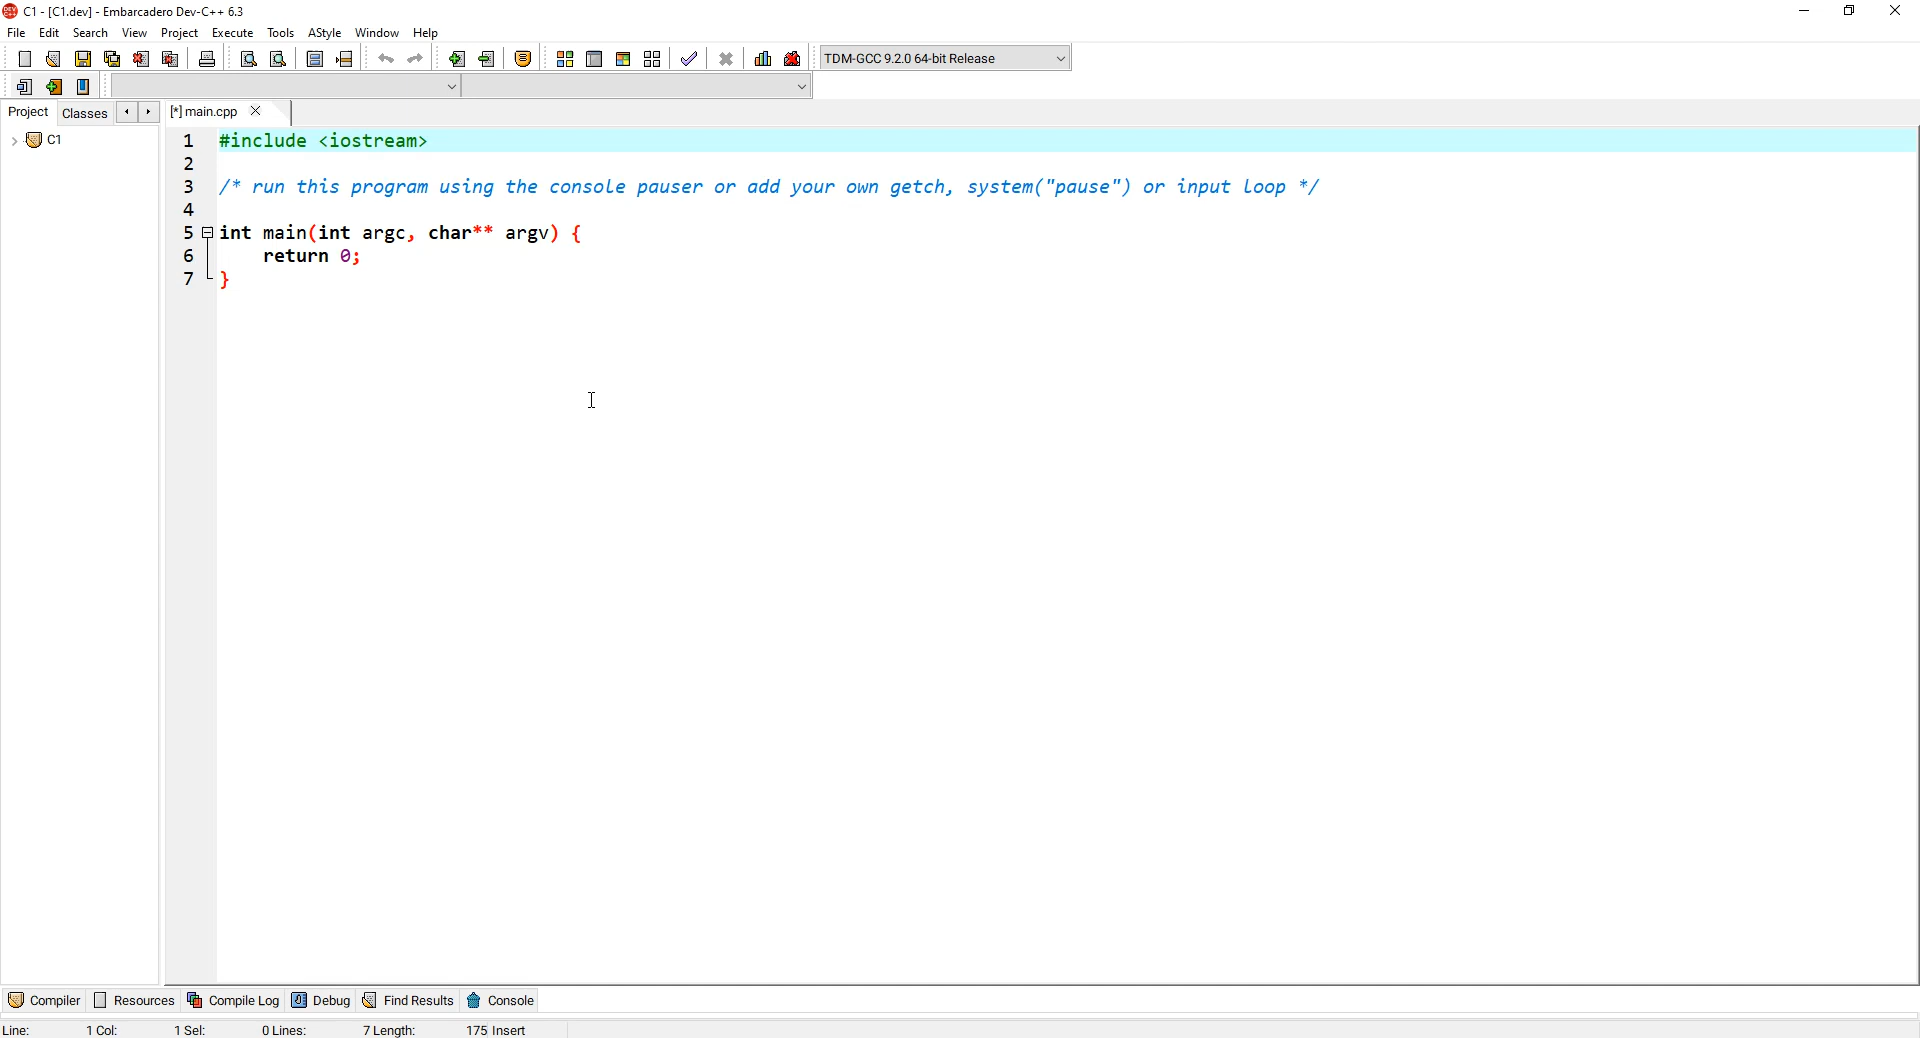 C1 - [C1.dev] - Embarcadero Dev-C++ 6.3
File Edit Search View Project Execute Tools AStyle Window Help
TDM-GCC 9.2.0 64-bit Release
Project Classes [*] main.cpp
C1
1 #include <iostream>
2
3 /* run this program using the console pauser or add your own getch, system("pause") or input loop */
4
5 int main(int argc, char** argv) {
6 return 0;
7 }
Compiler Resources Compile Log Debug Find Results Console
Line: 1 Col: 1 Sel: 0 Lines: 7 Length: 175 Insert